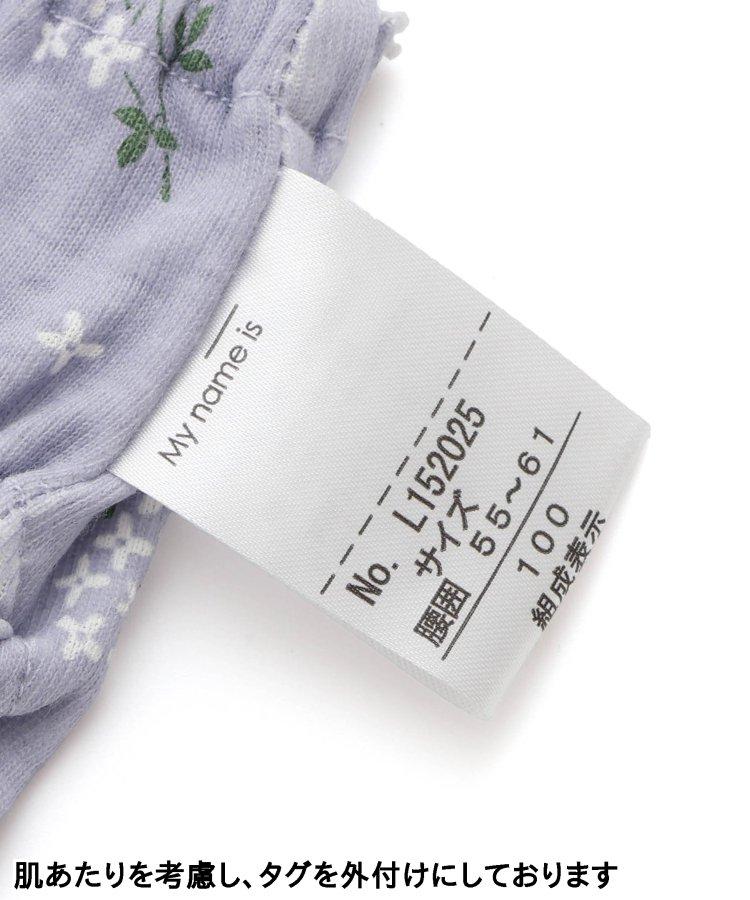 My name is
No. L152025
サイズ
腰囲 55~61
100
組成表示
肌あたりを考慮し、タグを外付けにしております